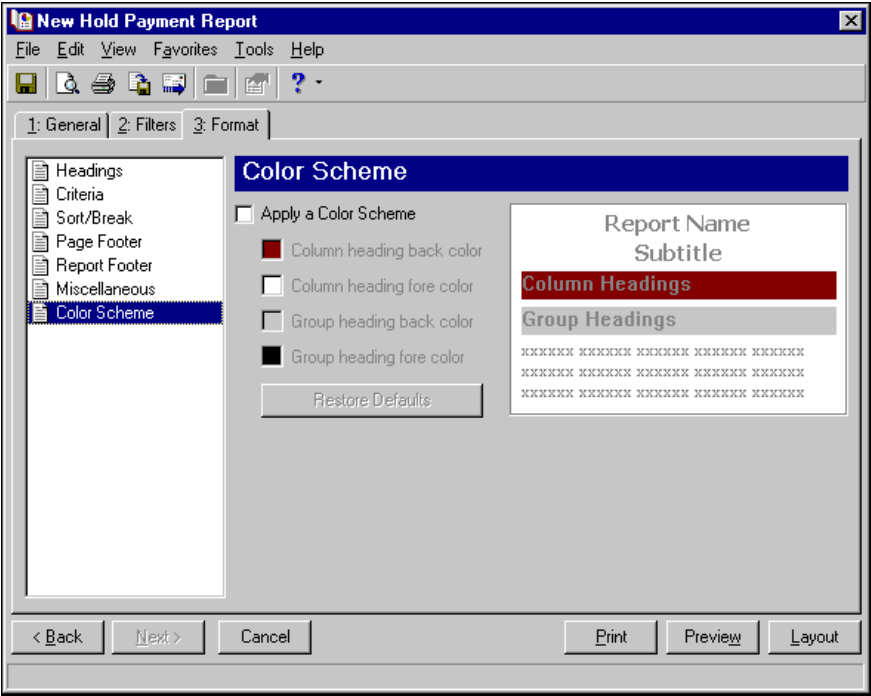 New Hold Payment Report
File Edit View Favorites Tools Help
1: General 2: Filters 3: Format
Headings
Criteria
Sort/Break
Page Footer
Report Footer
Miscellaneous
Color Scheme
Color Scheme
Apply a Color Scheme
Column heading back color
Column heading fore color
Group heading back color
Group heading fore color
Restore Defaults
Report Name
Subtitle
Column Headings
Group Headings
xxxxxx xxxxxx xxxxxx xxxxxx xxxxxx
xxxxxx xxxxxx xxxxxx xxxxxx xxxxxx
xxxxxx xxxxxx xxxxxx xxxxxx xxxxxx
< Back Next > Cancel Print Preview Layout